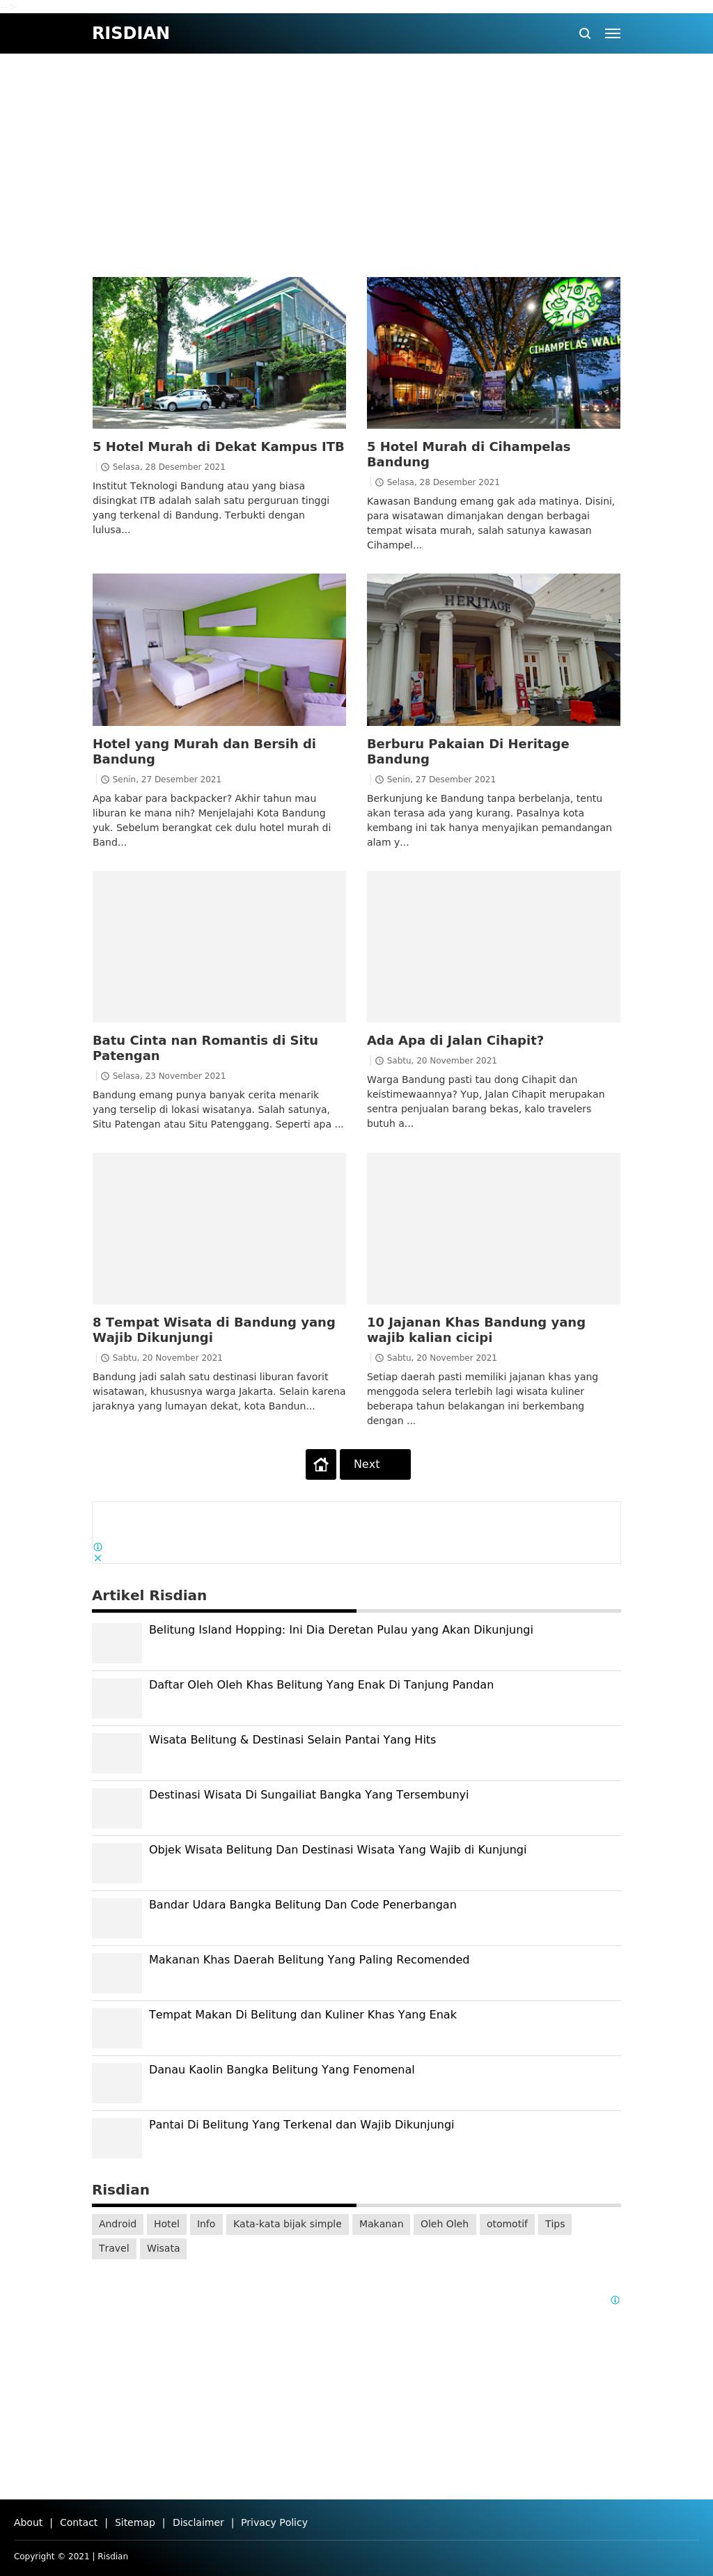 RISDIAN
CIHAMPELAS WALK
5 Hotel Murah di Dekat Kampus ITB
Selasa, 28 Desember 2021
Institut Teknologi Bandung atau yang biasa
disingkat ITB adalah salah satu perguruan tinggi
yang terkenal di Bandung. Terbukti dengan
lulusa...
5 Hotel Murah di Cihampelas
Bandung
Selasa, 28 Desember 2021
Kawasan Bandung emang gak ada matinya. Disini,
para wisatawan dimanjakan dengan berbagai
tempat wisata murah, salah satunya kawasan
Cihampel...
HERITAGE
Hotel yang Murah dan Bersih di
Bandung
Senin, 27 Desember 2021
Apa kabar para backpacker? Akhir tahun mau
liburan ke mana nih? Menjelajahi Kota Bandung
yuk. Sebelum berangkat cek dulu hotel murah di
Band...
Berburu Pakaian Di Heritage
Bandung
Senin, 27 Desember 2021
Berkunjung ke Bandung tanpa berbelanja, tentu
akan terasa ada yang kurang. Pasalnya kota
kembang ini tak hanya menyajikan pemandangan
alam y...
Batu Cinta nan Romantis di Situ
Patengan
Selasa, 23 November 2021
Bandung emang punya banyak cerita menarik
yang terselip di lokasi wisatanya. Salah satunya,
Situ Patengan atau Situ Patenggang. Seperti apa ...
Ada Apa di Jalan Cihapit?
Sabtu, 20 November 2021
Warga Bandung pasti tau dong Cihapit dan
keistimewaannya? Yup, Jalan Cihapit merupakan
sentra penjualan barang bekas, kalo travelers
butuh a...
8 Tempat Wisata di Bandung yang
Wajib Dikunjungi
Sabtu, 20 November 2021
Bandung jadi salah satu destinasi liburan favorit
wisatawan, khususnya warga Jakarta. Selain karena
jaraknya yang lumayan dekat, kota Bandun...
10 Jajanan Khas Bandung yang
wajib kalian cicipi
Sabtu, 20 November 2021
Setiap daerah pasti memiliki jajanan khas yang
menggoda selera terlebih lagi wisata kuliner
beberapa tahun belakangan ini berkembang
dengan ...
Next
Artikel Risdian
Belitung Island Hopping: Ini Dia Deretan Pulau yang Akan Dikunjungi
Daftar Oleh Oleh Khas Belitung Yang Enak Di Tanjung Pandan
Wisata Belitung & Destinasi Selain Pantai Yang Hits
Destinasi Wisata Di Sungailiat Bangka Yang Tersembunyi
Objek Wisata Belitung Dan Destinasi Wisata Yang Wajib di Kunjungi
Bandar Udara Bangka Belitung Dan Code Penerbangan
Makanan Khas Daerah Belitung Yang Paling Recomended
Tempat Makan Di Belitung dan Kuliner Khas Yang Enak
Danau Kaolin Bangka Belitung Yang Fenomenal
Pantai Di Belitung Yang Terkenal dan Wajib Dikunjungi
Risdian
Android Hotel Info Kata-kata bijak simple Makanan Oleh Oleh otomotif Tips
Travel Wisata
About | Contact | Sitemap | Disclaimer | Privacy Policy
Copyright © 2021 | Risdian